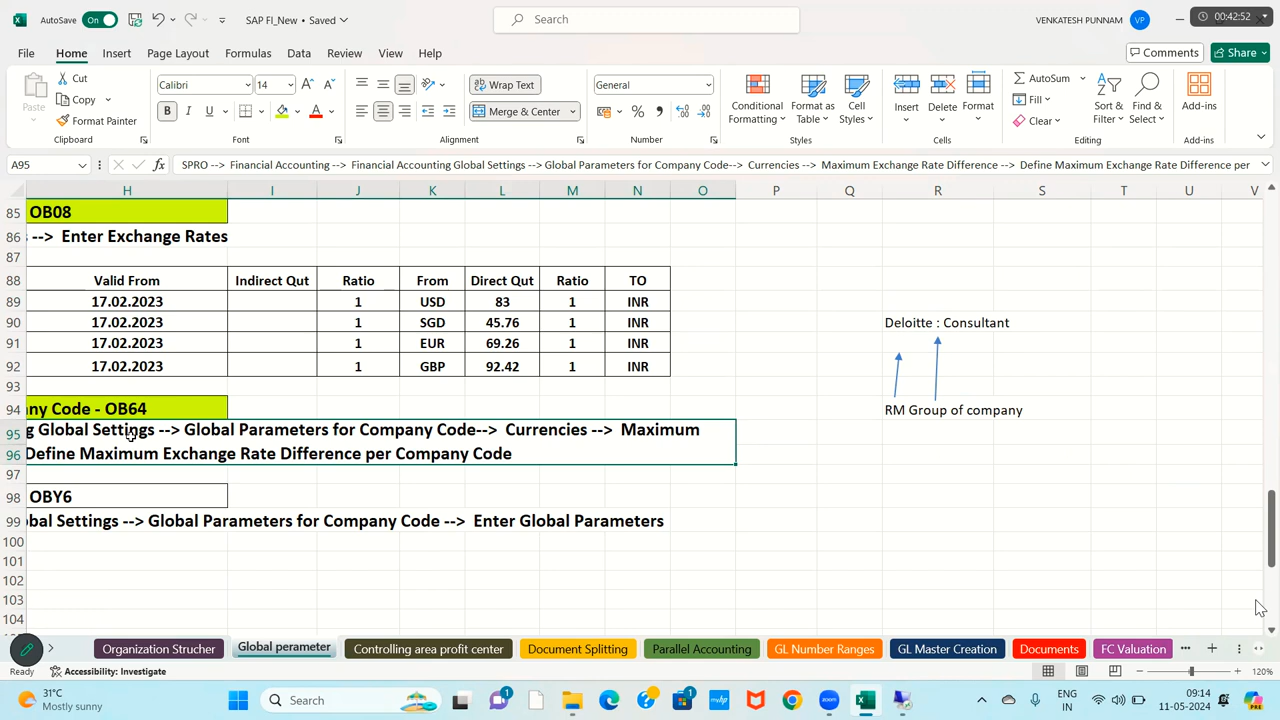 AutoSave On SAP FI_New • Saved Search VENKATESH PUNNAM VP 00:42:52
File Home Insert Page Layout Formulas Data Review View Help Comments Share
Paste Cut Copy Format Painter Clipboard
Calibri 14 A A B I U A Font
Wrap Text Merge & Center Alignment
General % Number
Conditional Formatting Format as Table Cell Styles Styles
Insert Delete Format Cells
AutoSum Fill Clear Sort & Filter Find & Select Editing
Add-ins Add-ins
A95 fx SPRO --> Financial Accounting --> Financial Accounting Global Settings --> Global Parameters for Company Code--> Currencies --> Maximum Exchange Rate Difference --> Define Maximum Exchange Rate Difference per
H I J K L M N O P Q R S T U V
85 OB08
86 --> Enter Exchange Rates
87
88 Valid From Indirect Qut Ratio From Direct Qut Ratio TO
89 17.02.2023 1 USD 83 1 INR
90 17.02.2023 1 SGD 45.76 1 INR Deloitte : Consultant
91 17.02.2023 1 EUR 69.26 1 INR
92 17.02.2023 1 GBP 92.42 1 INR
93
94 ny Code - OB64 RM Group of company
95 g Global Settings --> Global Parameters for Company Code--> Currencies --> Maximum
96 Define Maximum Exchange Rate Difference per Company Code
97
98 OBY6
99 bal Settings --> Global Parameters for Company Code --> Enter Global Parameters
100
101
102
103
104
Organization Strucher Global perameter Controlling area profit center Document Splitting Parallel Accounting GL Number Ranges GL Master Creation Documents FC Valuation
Ready Accessibility: Investigate 120%
31°C
Mostly sunny
Search 1 1 ENG IN 09:14 11-05-2024